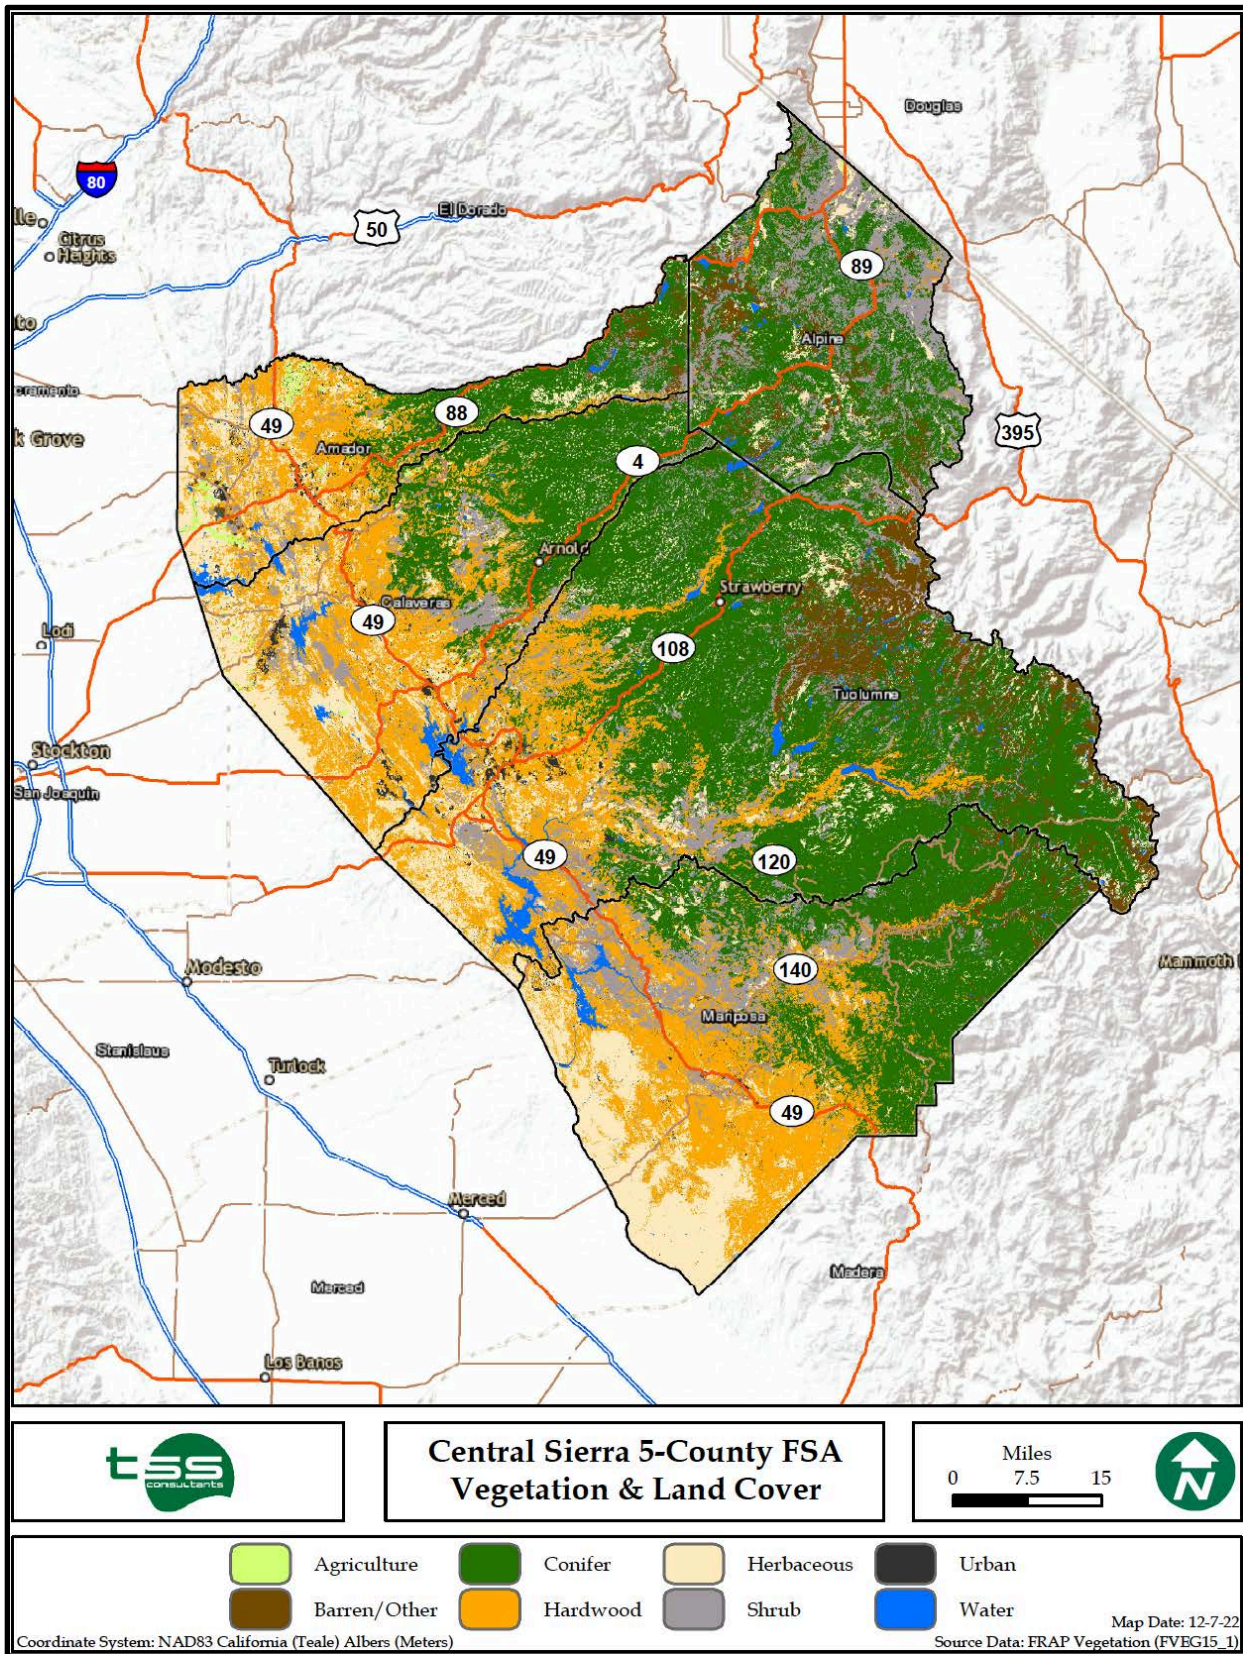 Douglas
80
lle
Citrus
Heights
El Dorado
50
89
to
Alpine
cramento
49
88
395
k Grove
Amador
4
Arnold
Strawberry
Calaveras
49
Lodi
108
Tuolumne
Stockton
San Joaquin
49
120
Modesto
140
Mammoth
Mariposa
Stanislaus
Turlock
49
Merced
Madera
Merced
Los Banos
tss
consultants
Central Sierra 5-County FSA
Vegetation & Land Cover
Miles
0 7.5 15
N
Agriculture Conifer Herbaceous Urban
Barren/Other Hardwood Shrub Water
Map Date: 12-7-22
Coordinate System: NAD83 California (Teale) Albers (Meters)
Source Data: FRAP Vegetation (FVEG15_1)